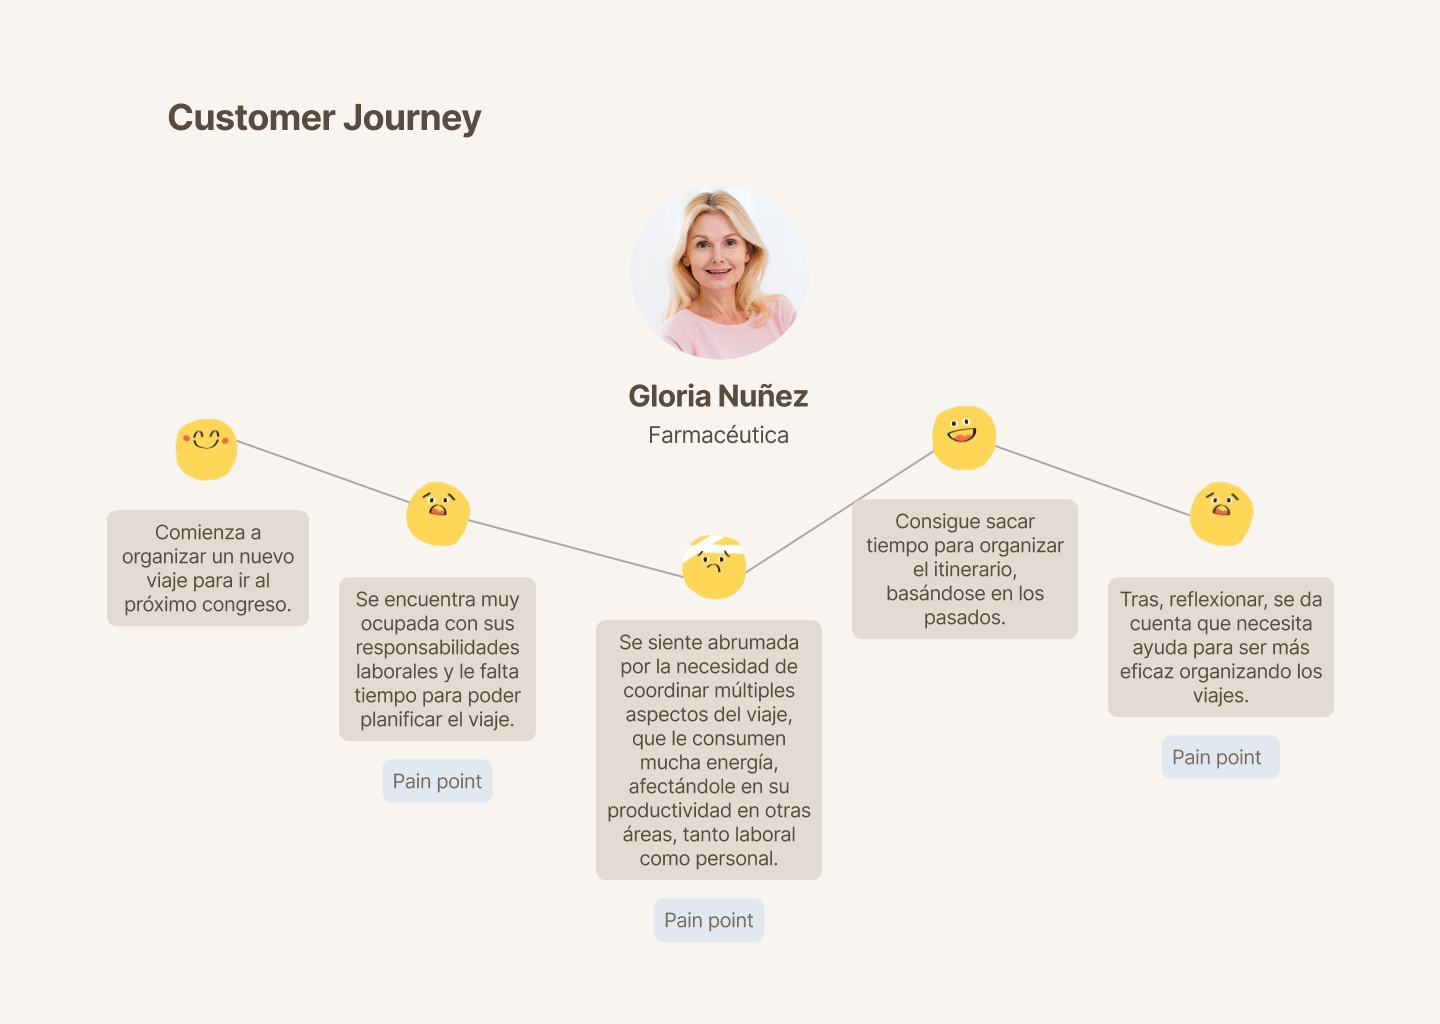 Customer Journey
Gloria Nuñez
Farmacéutica
Comienza a
organizar un nuevo
viaje para ir al
próximo congreso.
Se encuentra muy
ocupada con sus
responsabilidades
laborales y le falta
tiempo para poder
planificar el viaje.
Pain point
Se siente abrumada
por la necesidad de
coordinar múltiples
aspectos del viaje,
que le consumen
mucha energía,
afectándole en su
productividad en otras
áreas, tanto laboral
como personal.
Pain point
Consigue sacar
tiempo para organizar
el itinerario,
basándose en los
pasados.
Tras, reflexionar, se da
cuenta que necesita
ayuda para ser más
eficaz organizando los
viajes.
Pain point